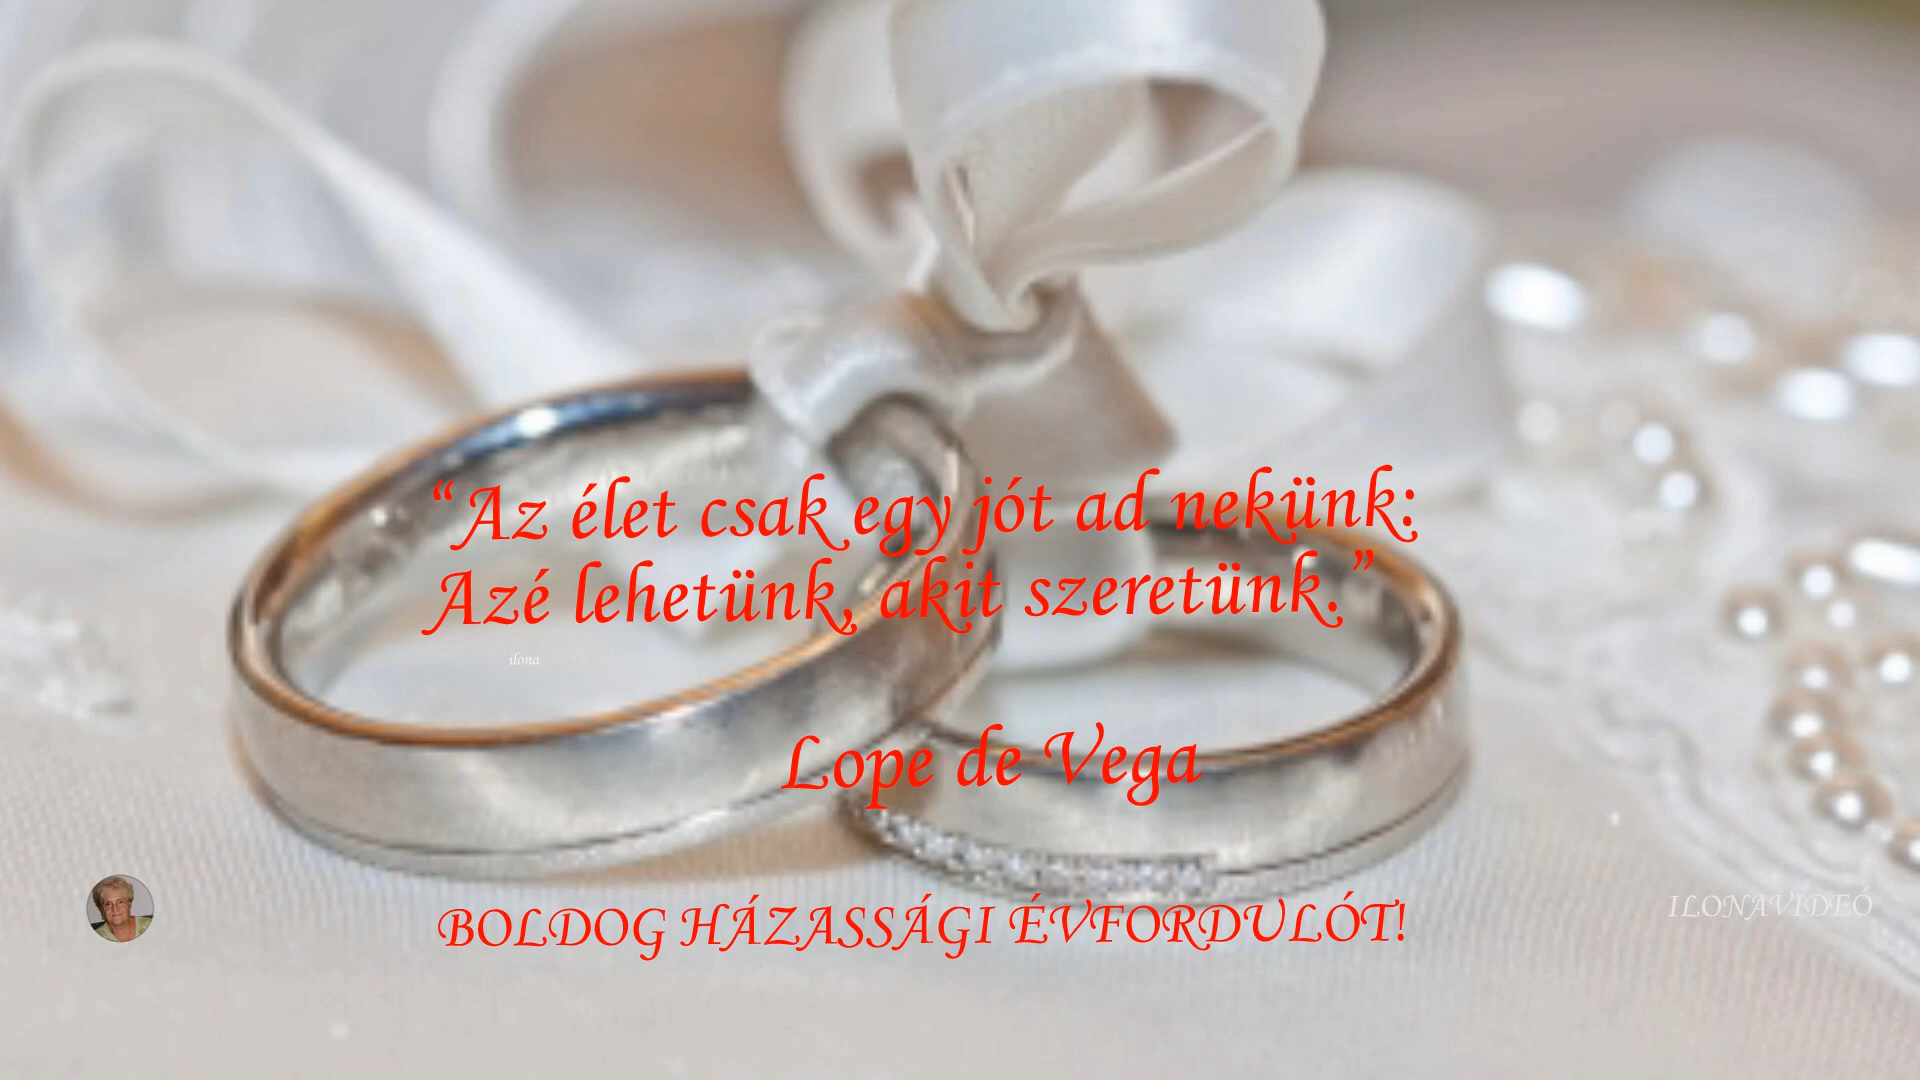 “Az élet csak egy jót ad nekünk:
Azé lehetünk, akit szeretünk.”
ilona
Lope de Vega
BOLDOG HÁZASSÁGI ÉVFORDULÓT!
ILONAVIDEÓ